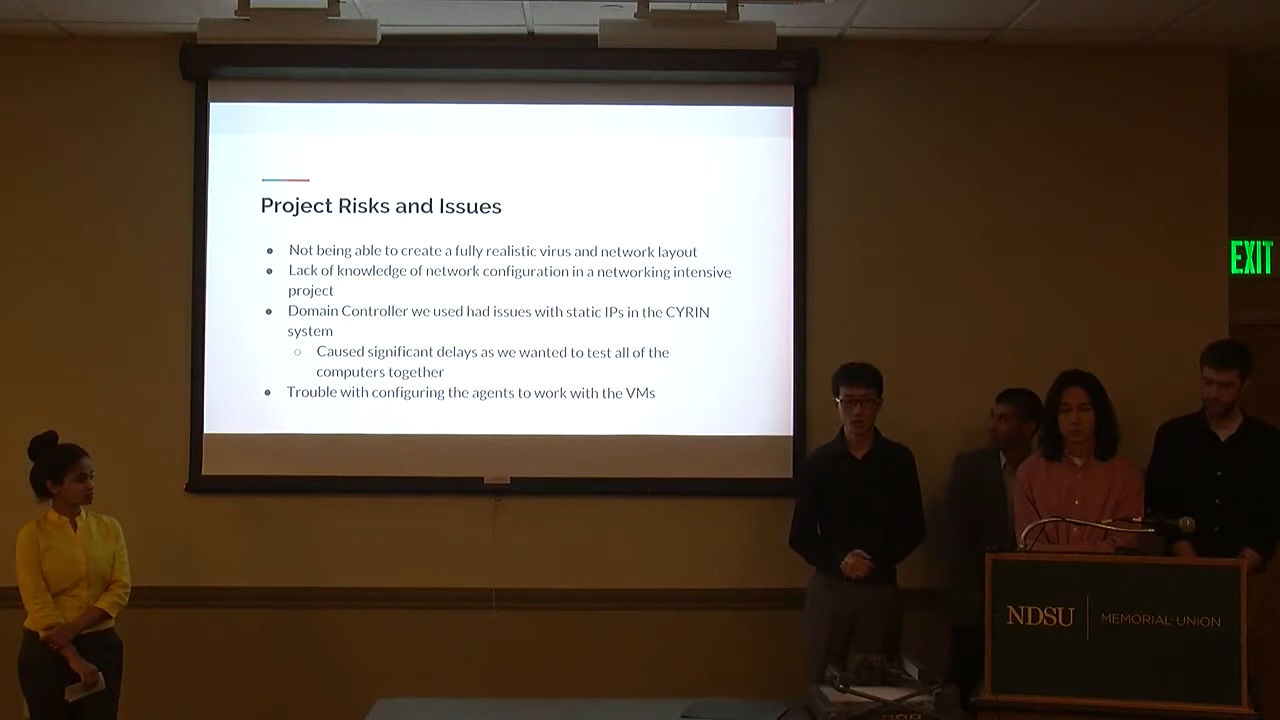 Project Risks and Issues
● Not being able to create a fully realistic virus and network layout
● Lack of knowledge of network configuration in a networking intensive
project
● Domain Controller we used had issues with static IPs in the CYRIN
system
○ Caused significant delays as we wanted to test all of the
computers together
● Trouble with configuring the agents to work with the VMs
EXIT
NDSU | MEMORIAL UNION